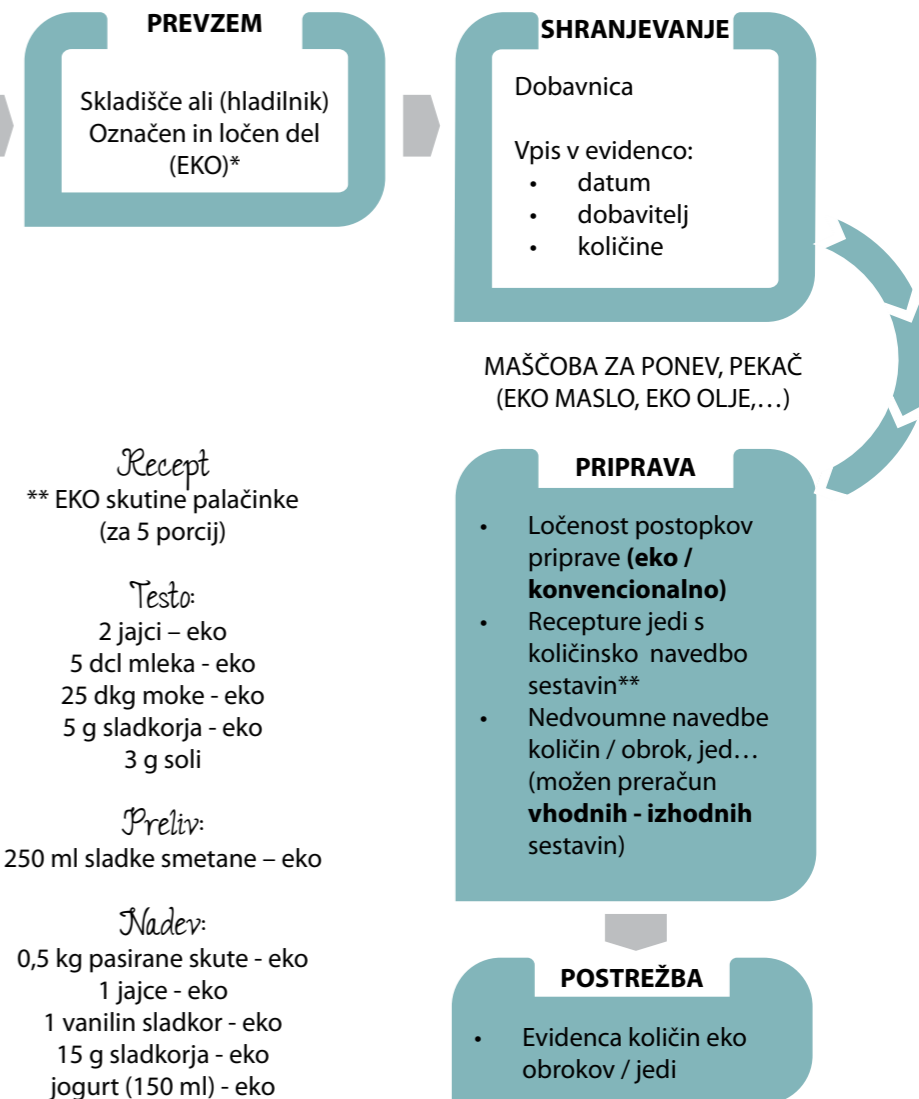 PREVZEM
Skladišče ali (hladilnik)
Označen in ločen del
(EKO)*
SHRANJEVANJE
Dobavnica
Vpis v evidenco:
• datum
• dobavitelj
• količine
MAŠČOBA ZA PONEV, PEKAČ
(EKO MASLO, EKO OLJE,…)
Recept
** EKO skutine palačinke
(za 5 porcij)
Testo:
2 jajci – eko
5 dcl mleka - eko
25 dkg moke - eko
5 g sladkorja - eko
3 g soli
Preliv:
250 ml sladke smetane – eko
Nadev:
0,5 kg pasirane skute - eko
1 jajce - eko
1 vanilin sladkor - eko
15 g sladkorja - eko
jogurt (150 ml) - eko
PRIPRAVA
• Ločenost postopkov
priprave (eko /
konvencionalno)
• Recepture jedi s
količinsko navedbo
sestavin**
• Nedvoumne navedbe
količin / obrok, jed…
(možen preračun
vhodnih - izhodnih
sestavin)
POSTREŽBA
• Evidenca količin eko
obrokov / jedi